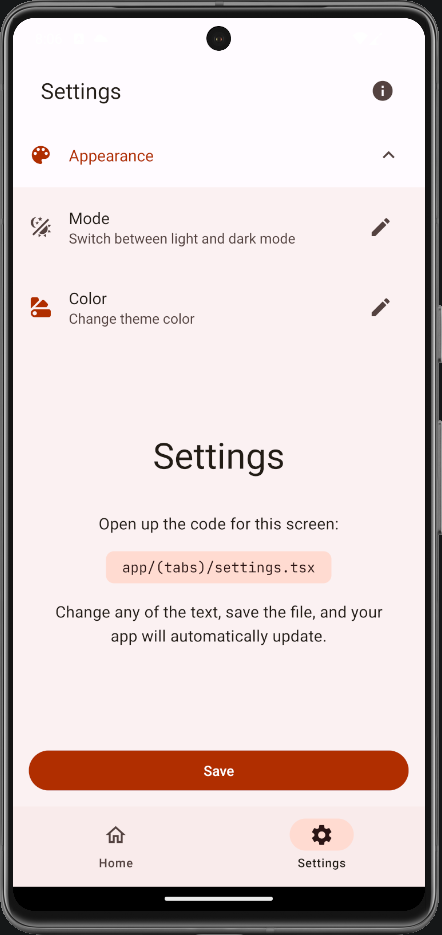 Settings
Appearance
Mode
Switch between light and dark mode
Color
Change theme color
Settings
Open up the code for this screen:
app/(tabs)/settings.tsx
Change any of the text, save the file, and your
app will automatically update.
Save
Home
Settings